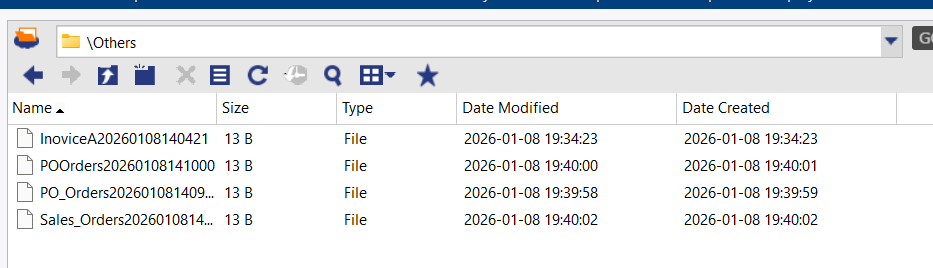 \Others
GO
Name Size Type Date Modified Date Created
InoviceA20260108140421 13 B File 2026-01-08 19:34:23 2026-01-08 19:34:23
POOrders20260108141000 13 B File 2026-01-08 19:40:00 2026-01-08 19:40:01
PO_Orders202601081409... 13 B File 2026-01-08 19:39:58 2026-01-08 19:39:59
Sales_Orders2026010814... 13 B File 2026-01-08 19:40:02 2026-01-08 19:40:02